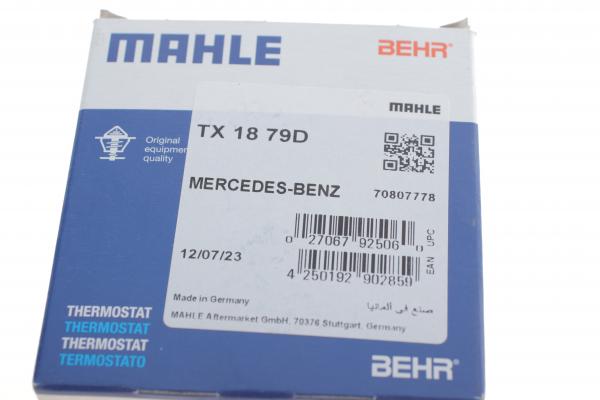 MAHLE
BEHR®
MAHLE
TX 18 79D
Original
equipment
quality
MERCEDES-BENZ
70807778
0 27067 92506 0
UPC
12/07/23
4 250192 902859
EAN
Made in Germany
صنع في ألمانيا
MAHLE Aftermarket GmbH, 70376 Stuttgart, Germany
THERMOSTAT
THERMOSTATO
THERMOSTAT
TERMOSTATO
BEHR®